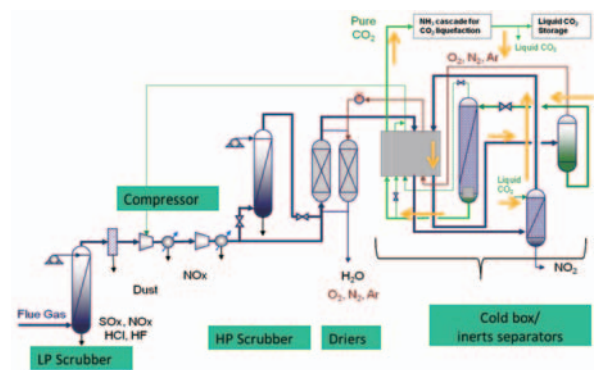 Pure
CO2
NH3 cascade for
CO2 liquefaction
Liquid CO2
Storage
Liquid CO2
O2, N2, Ar
Compressor
Liquid
CO2
NOx
Dust
H2O
O2, N2, Ar
NO2
Flue Gas
SOx, NOx
HCl, HF
HP Scrubber
Driers
Cold box/
inerts separators
LP Scrubber